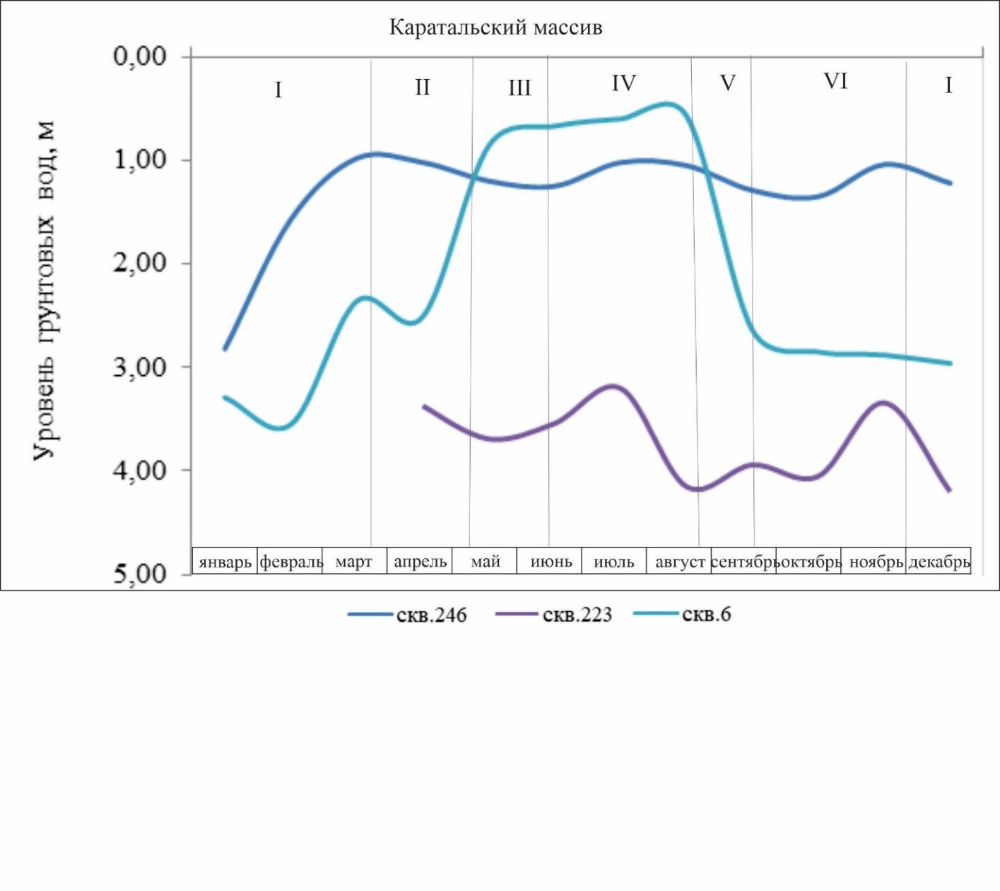 Каратальский массив
Уровень грунтовых вод, м
0,00
1,00
2,00
3,00
4,00
5,00
I II III IV V VI I
январь февраль март апрель май июнь июль август сентябрь октябрь ноябрь декабрь
скв.246 скв.223 скв.6